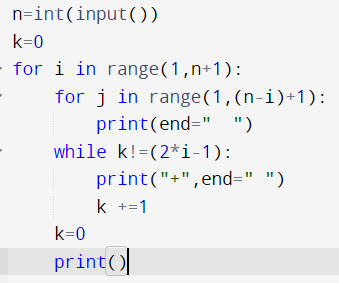 n=int(input())
k=0
for i in range(1,n+1):
    for j in range(1,(n-i)+1):
        print(end="  ")
    while k!=(2*i-1):
        print("+",end=" ")
        k +=1
    k=0
    print()